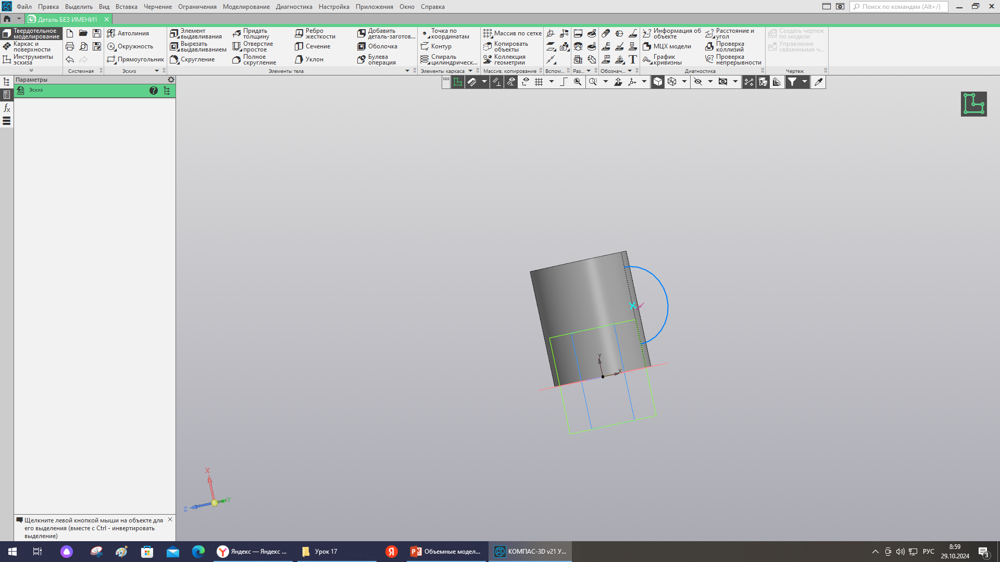 Файл Правка Выделить Вид Вставка Черчение Ограничения Моделирование Диагностика Настройка Приложения Окно Справка
Поиск по командам (Alt+/)
Деталь БЕЗ ИМЕНИ1
Твердотельное
моделирование
Каркас и
поверхности
Инструменты
эскиза
Системная
Автолиния
Окружность
Прямоугольник
Эскиз
Элемент
выдавливания
Вырезать
выдавливанием
Скругление
Придать
толщину
Отверстие
простое
Полное
скругление
Ребро
жесткости
Сечение
Уклон
Добавить
деталь-заготов...
Оболочка
Булева
операция
Элементы тела
Точка по
координатам
Контур
Спираль
цилиндрическ...
Элементы каркаса
Массив по сетке
Копировать
объекты
Коллекция
геометрии
Массив, копирование
Вспом...
Раз...
Обознач...
Информация об
объекте
МЦХ модели
График
кривизны
Расстояние и
угол
Проверка
коллизий
Проверка
непрерывности
Диагностика
Создать чертеж
по модели
Управление
связанными ч...
Чертеж
Параметры
Эскиз
fx
Y
X
X
Z
Y
Щелкните левой кнопкой мыши на объекте для
его выделения (вместе с Ctrl - инвертировать
выделение)
Яндекс — Яндекс ...
Урок 17
Я
Объемные модел...
КОМПАС-3D v21 У...
РУС
8:59
29.10.2024
3